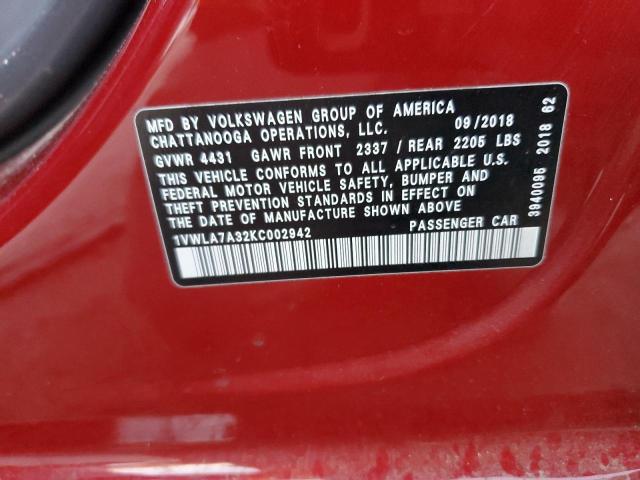 MFD BY VOLKSWAGEN GROUP OF AMERICA
CHATTANOOGA OPERATIONS, LLC. 09/2018
GVWR 4431 GAWR FRONT 2337 / REAR 2205 LBS
THIS VEHICLE CONFORMS TO ALL APPLICABLE U.S.
FEDERAL MOTOR VEHICLE SAFETY, BUMPER AND
THEFT PREVENTION STANDARDS IN EFFECT ON
THE DATE OF MANUFACTURE SHOWN ABOVE
1VWLA7A32KC002942 PASSENGER CAR
3940095 2018 62